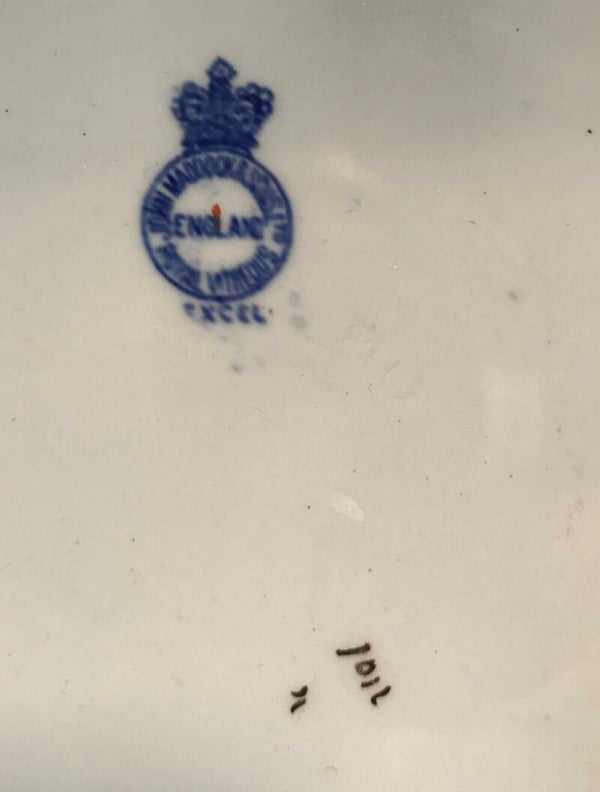 JOHN MADDOCK & SONS LTD
ENGLAND
ROYAL VITREOUS
EXCEL